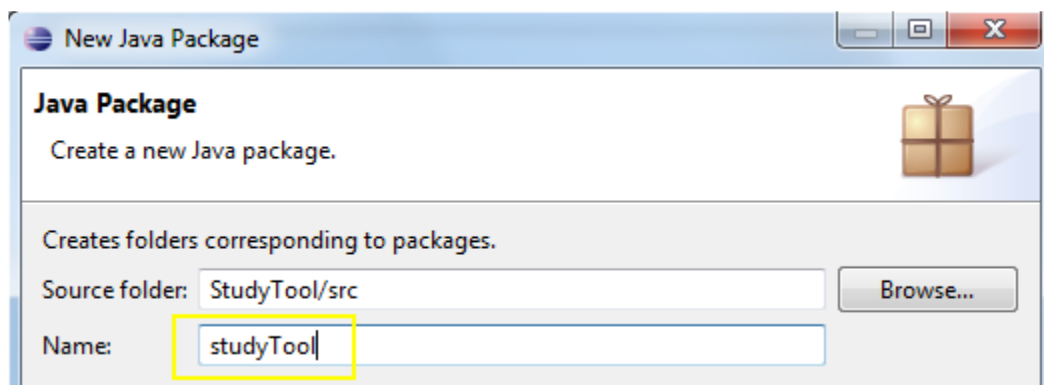 New Java Package
Java Package
Create a new Java package.
Creates folders corresponding to packages.
Source folder: StudyTool/src Browse...
Name: studyTool